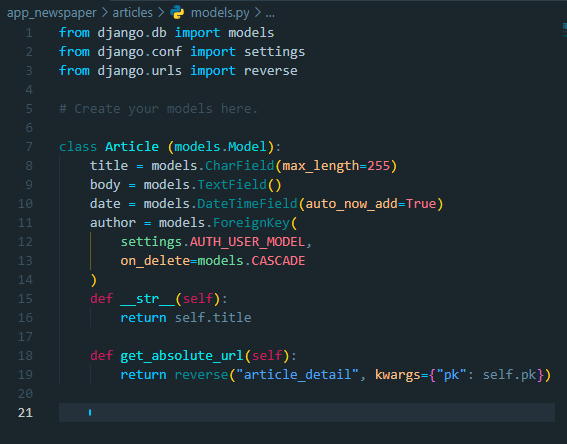 app_newspaper > articles > models.py > ...
1 from django.db import models
2 from django.conf import settings
3 from django.urls import reverse
4
5 # Create your models here.
6
7 class Article (models.Model):
8     title = models.CharField(max_length=255)
9     body = models.TextField()
10     date = models.DateTimeField(auto_now_add=True)
11     author = models.ForeignKey(
12         settings.AUTH_USER_MODEL,
13         on_delete=models.CASCADE
14     )
15     def __str__(self):
16         return self.title
17
18     def get_absolute_url(self):
19         return reverse("article_detail", kwargs={"pk": self.pk})
20
21